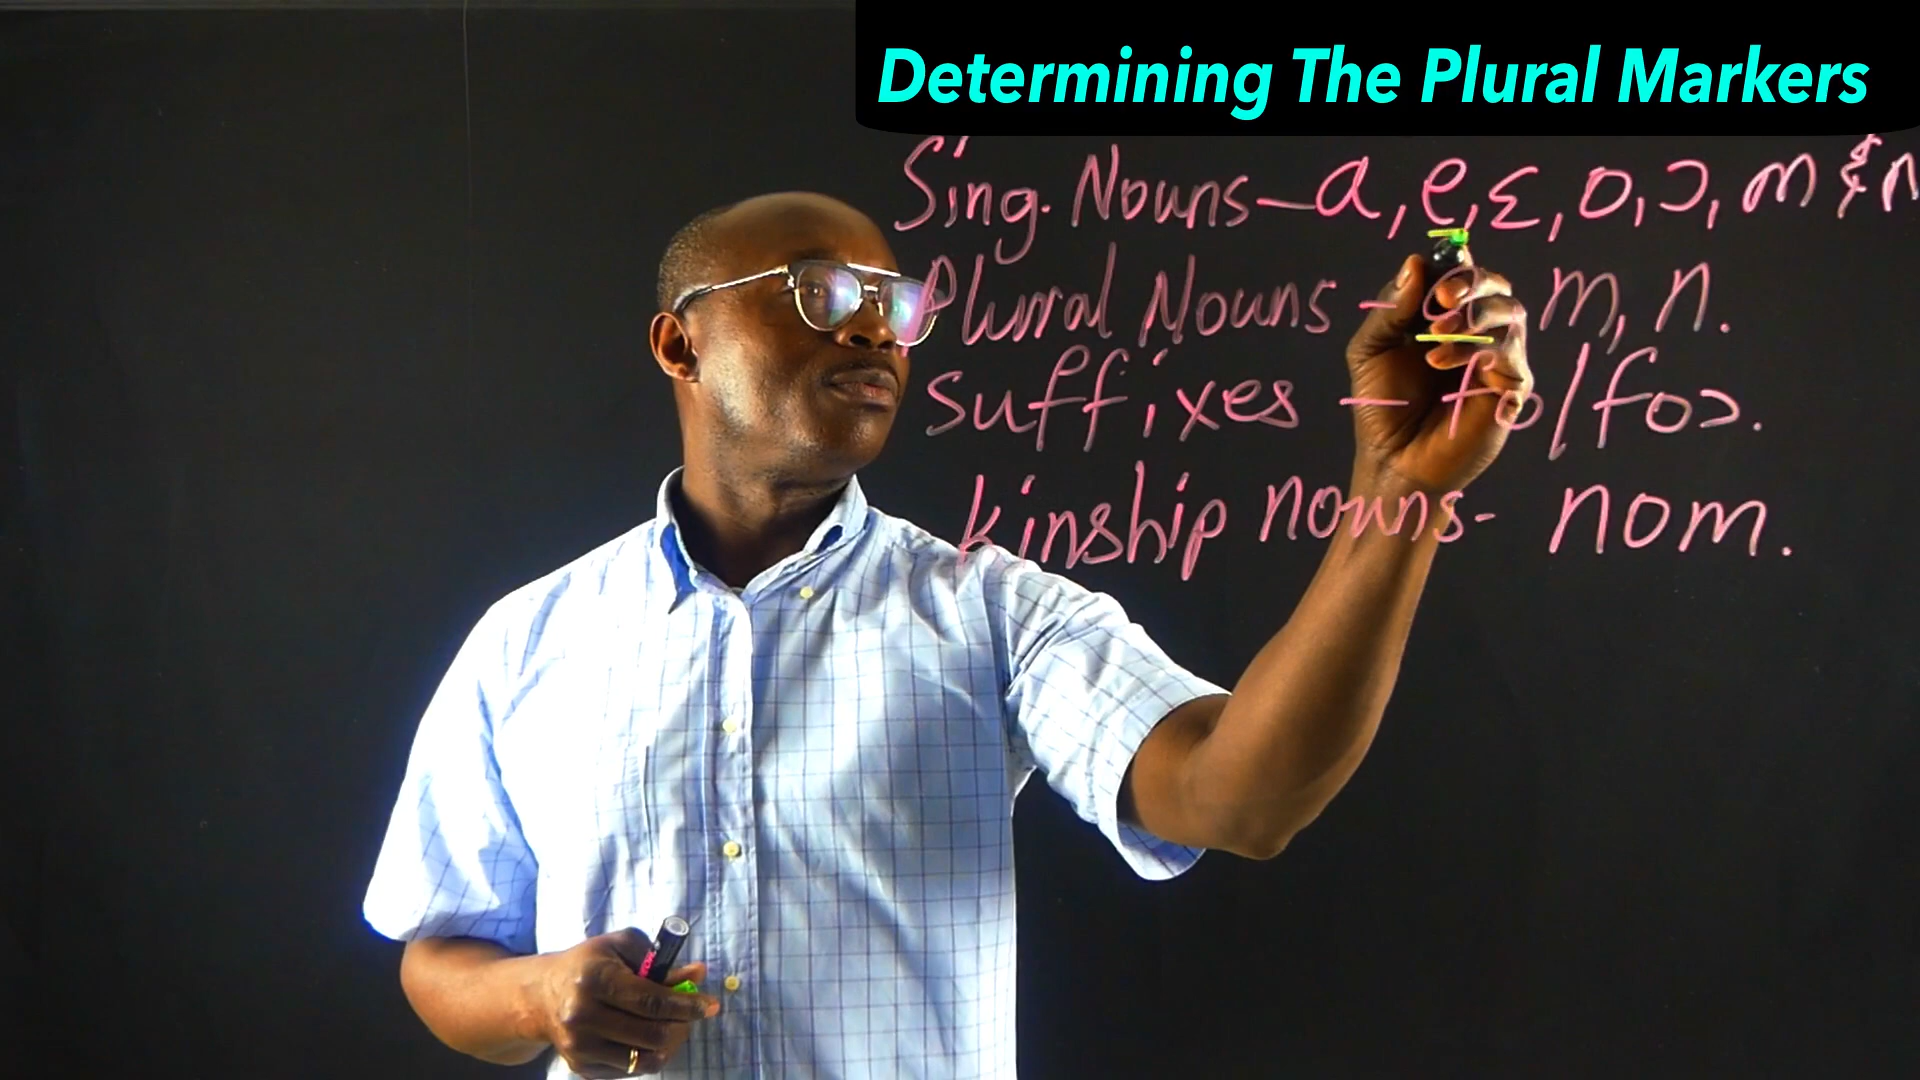 Determining The Plural Markers
Sing. Nouns - a, e, ɛ, o, ɔ, m & n
Plural Nouns - a, m, n.
Suffixes - fo/foɔ.
Kinship nouns - nom.